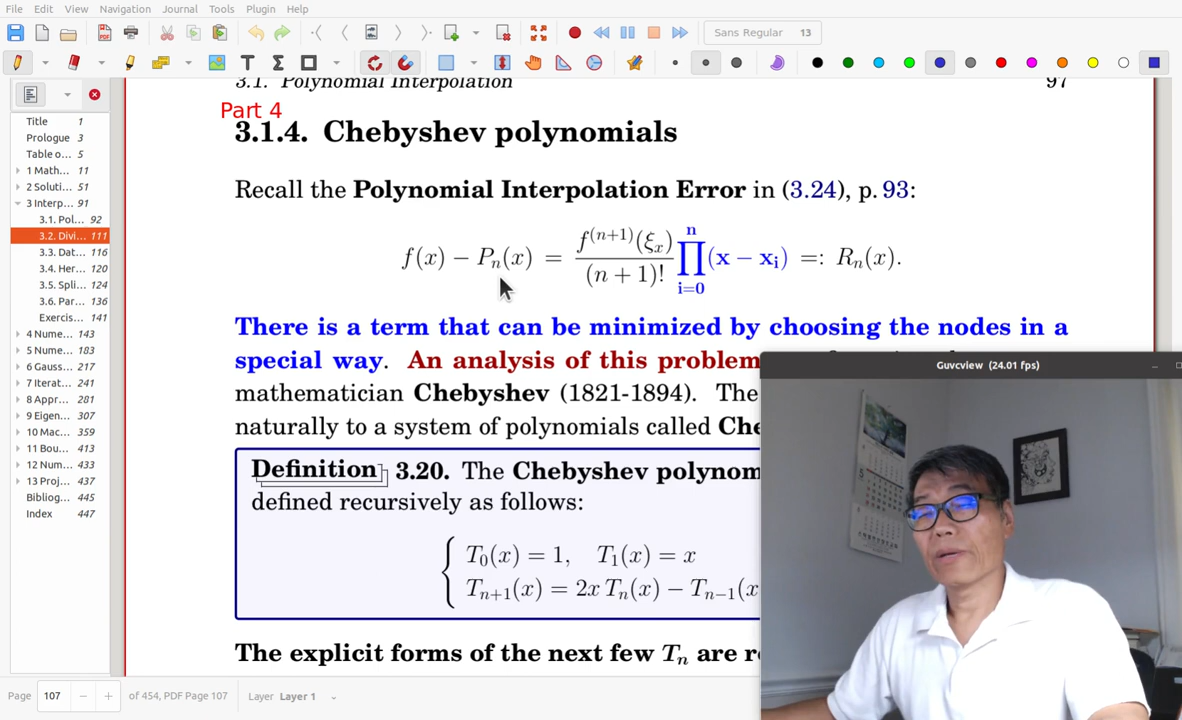 File Edit View Navigation Journal Tools Plugin Help
Sans Regular 13
Title 1
Prologue 3
Table o... 5
1 Math... 11
2 Soluti... 51
3 Interp... 91
3.1. Pol... 92
3.2. Divi... 111
3.3. Dat... 116
3.4. Her... 120
3.5. Spli... 124
3.6. Par... 136
Exercis... 141
4 Nume... 143
5 Nume... 183
6 Gauss... 217
7 Iterat... 241
8 Appr... 281
9 Eigen... 307
10 Mac... 359
11 Bou... 413
12 Num... 433
13 Proj... 437
Bibliog... 445
Index 447
3.1. Polynomial Interpolation 97
Part 4
3.1.4. Chebyshev polynomials
Recall the Polynomial Interpolation Error in (3.24), p. 93:
f(x) − Pₙ(x) = f⁽ⁿ⁺¹⁾(ξₓ) / (n + 1)! ∏ⁿᵢ₌₀ (x − xᵢ) =: Rₙ(x).
There is a term that can be minimized by choosing the nodes in a
special way. An analysis of this problem
mathematician Chebyshev (1821-1894). The
naturally to a system of polynomials called Che
Definition 3.20. The Chebyshev polynom
defined recursively as follows:
T₀(x) = 1, T₁(x) = x
Tₙ₊₁(x) = 2x Tₙ(x) − Tₙ₋₁(x
The explicit forms of the next few Tₙ are r
Guvcview (24.01 fps)
Page 107 of 454, PDF Page 107 Layer Layer 1